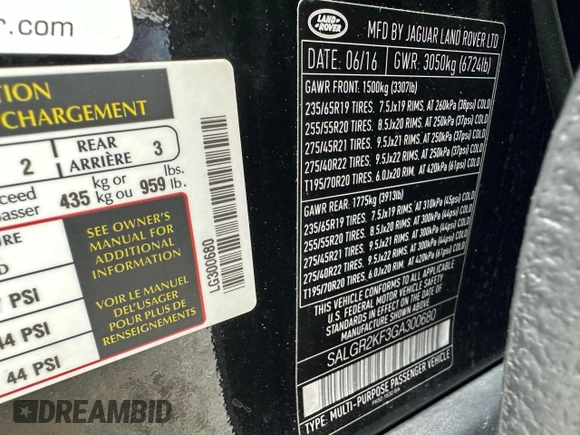 r.com
TION
CHARGEMENT
2
REAR
ARRIÈRE
3
435 kg or
kg ou
959 lbs.
lb.
ceed
passer
SEE OWNER'S
MANUAL FOR
ADDITIONAL
INFORMATION
VOIR LE MANUEL
DE L'USAGER
POUR PLUS DE
RENSEIGNEMENTS
URE
D
PSI
44 PSI
44 PSI
LG300680
LAND
ROVER
MFD BY JAGUAR LAND ROVER LTD
DATE: 06/16 GWR: 3050kg (6724lb)
GAWR FRONT: 1500kg (3307lb)
235/65R19 TIRES. 7.5Jx19 RIMS, AT 260kPa (38psi) COLD
255/55R20 TIRES. 8.5Jx20 RIMS, AT 250kPa (37psi) COLD
275/45R21 TIRES. 9.5Jx21 RIMS, AT 250kPa (37psi) COLD
275/40R22 TIRES. 9.5Jx22 RIMS, AT 250kPa (37psi) COLD
T195/70R20 TIRES. 6.0Jx20 RIM, AT 420kPa (61psi) COLD
GAWR REAR: 1775kg (3913lb)
235/65R19 TIRES. 7.5Jx19 RIMS, AT 310kPa (45psi) COLD
255/55R20 TIRES. 8.5Jx20 RIMS, AT 300kPa (44psi) COLD
275/45R21 TIRES. 9.5Jx21 RIMS, AT 300kPa (44psi) COLD
275/40R22 TIRES. 9.5Jx22 RIMS, AT 300kPa (44psi) COLD
T195/70R20 TIRES. 6.0Jx20 RIM, AT 420kPa (61psi) COLD
THIS VEHICLE CONFORMS TO ALL APPLICABLE
U.S. FEDERAL MOTOR VEHICLE SAFETY
STANDARDS IN EFFECT ON THE DATE OF
MANUFACTURE SHOWN ABOVE.
SALGR2KF3GA300680
TYPE: MULTI-PURPOSE PASSENGER VEHICLE
DREAMBID